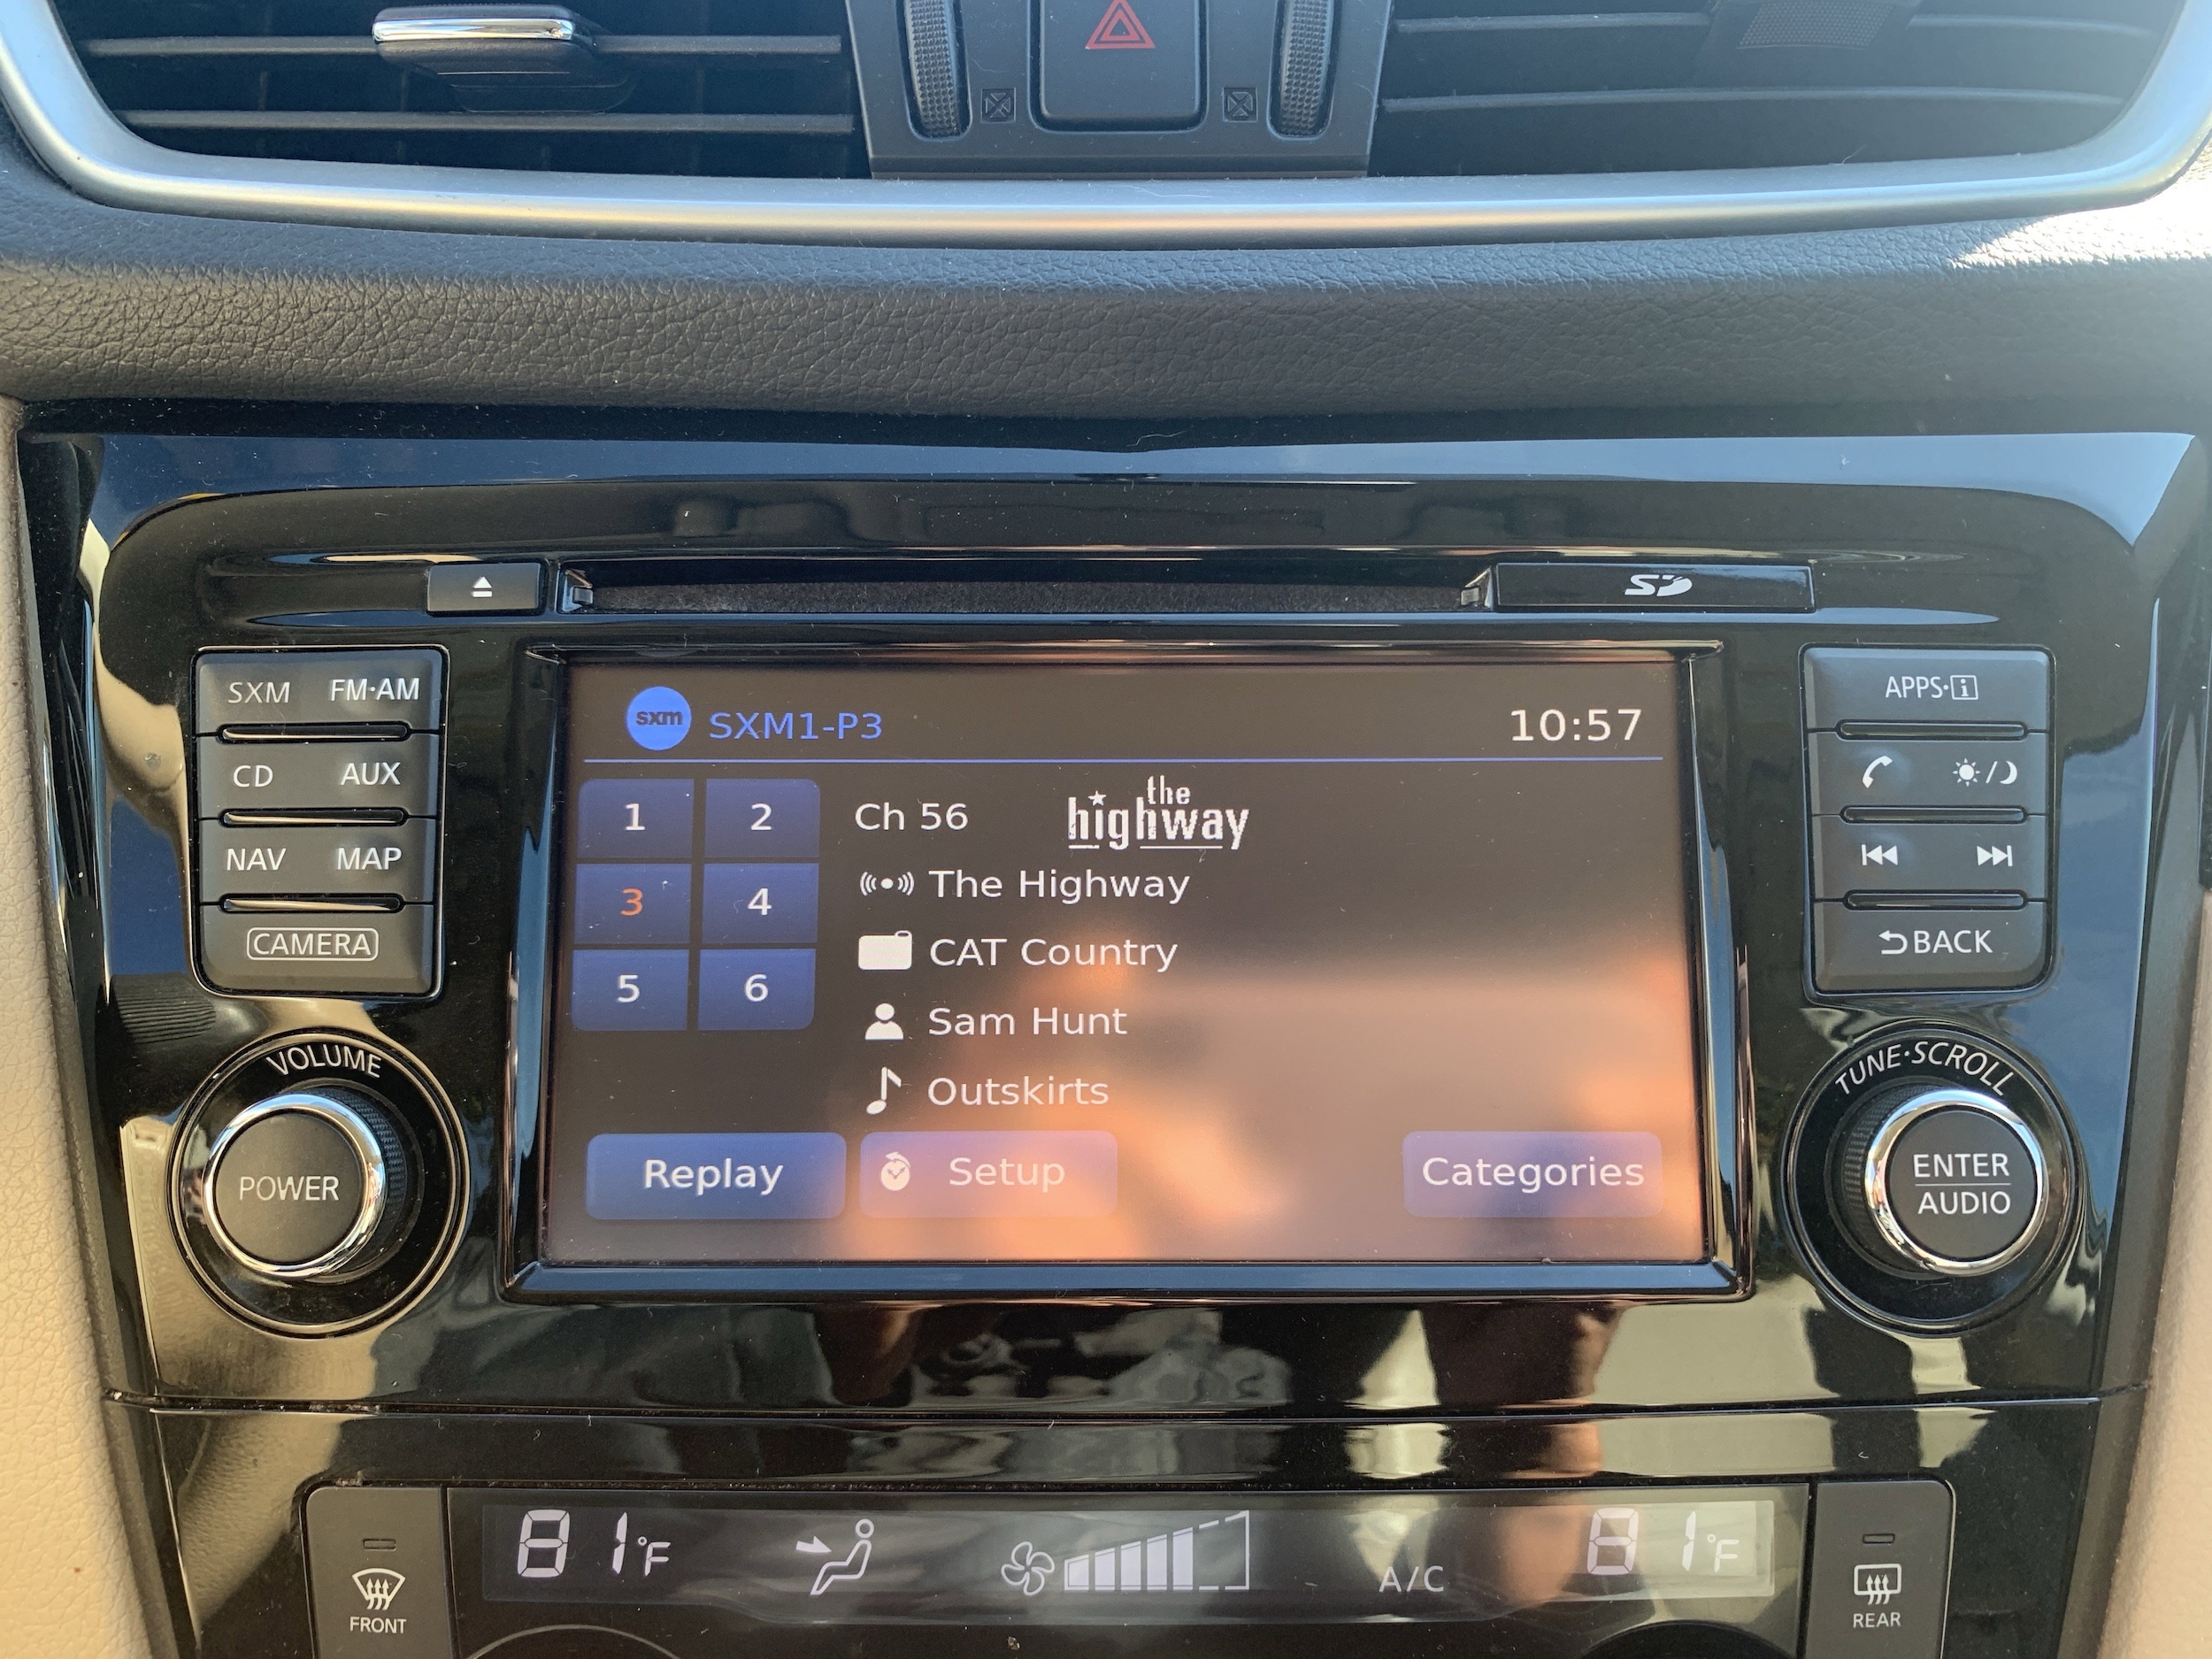 SD
SXM FM·AM
CD AUX
NAV MAP
CAMERA
VOLUME
POWER
sxm SXM1-P3 10:57
1 2
3 4
5 6
Ch 56 the highway
The Highway
CAT Country
Sam Hunt
Outskirts
Replay Setup Categories
APPS·i
BACK
TUNE·SCROLL
ENTER
AUDIO
81°F A/C 81°F
FRONT
REAR